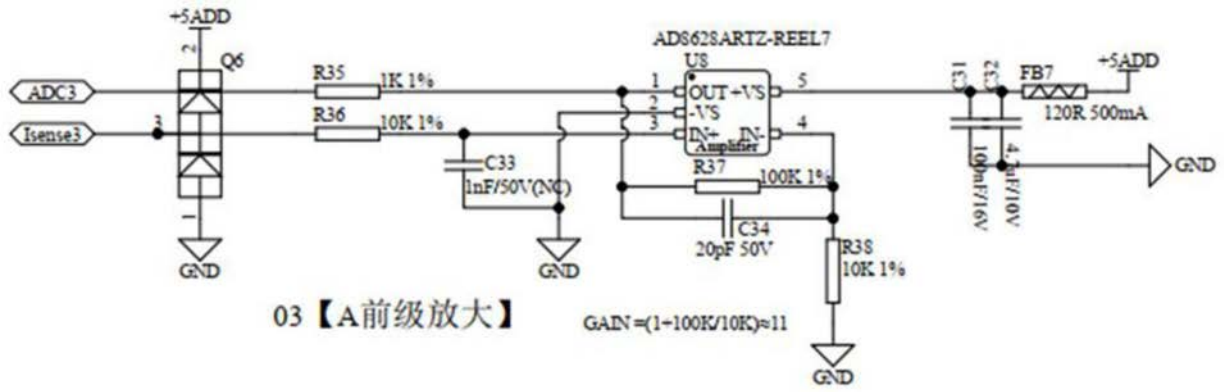 +5ADD
2
Q6
ADC3
R35
1K 1%
Isense3
3
R36
10K 1%
C33
1nF/50V(NC)
1
GND
GND
AD8628ARTZ-REEL7
U8
1
OUT
+VS
5
2
-VS
3
IN+
IN-
4
Amplifier
R37
100K 1%
C34
20pF 50V
R38
10K 1%
GND
C31
C32
FB7
+5ADD
120R 500mA
100nF/16V
GND
03【A前级放大】
GAIN=(1+100K/10K)≈11